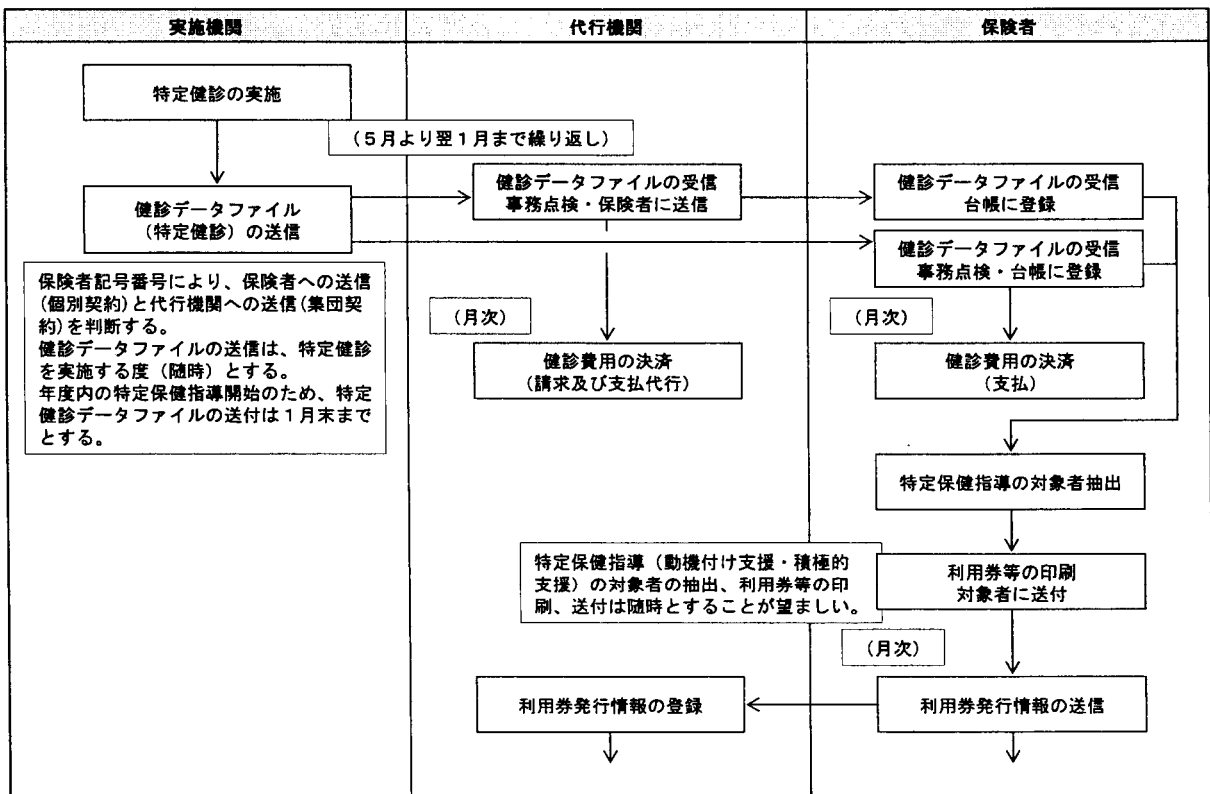 実施機関
代行機関
保険者
特定健診の実施
（５月より翌１月まで繰り返し）
健診データファイル
（特定健診）の送信
健診データファイルの受信
事務点検・保険者に送信
健診データファイルの受信
台帳に登録
健診データファイルの受信
事務点検・台帳に登録
保険者記号番号により、保険者への送信
(個別契約)と代行機関への送信(集団契
約)を判断する。
健診データファイルの送信は、特定健診
を実施する度（随時）とする。
年度内の特定保健指導開始のため、特定
健診データファイルの送付は１月末まで
とする。
（月次）
健診費用の決済
（請求及び支払代行）
（月次）
健診費用の決済
（支払）
特定保健指導の対象者抽出
特定保健指導（動機付け支援・積極的
支援）の対象者の抽出、利用券等の印
刷、送付は随時とすることが望ましい。
利用券等の印刷
対象者に送付
（月次）
利用券発行情報の登録
利用券発行情報の送信